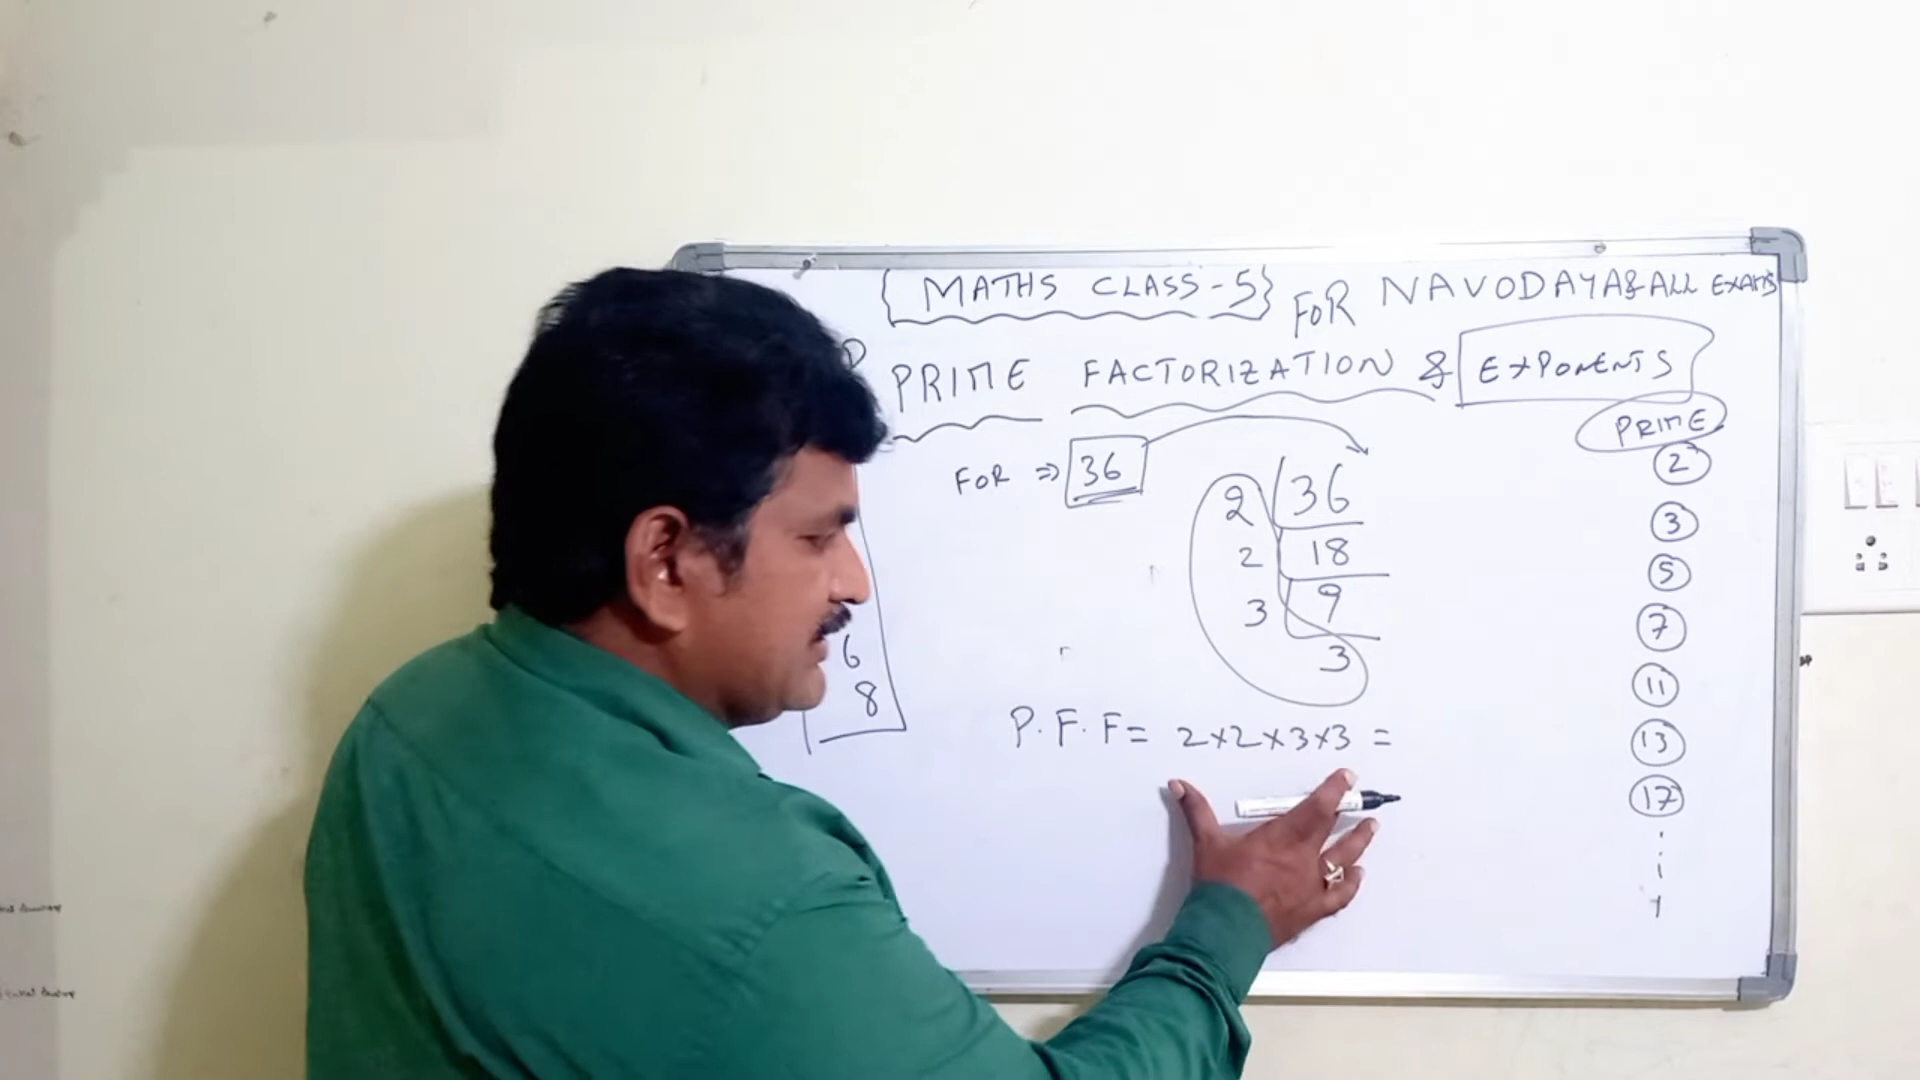 { MATHS CLASS-5 } FOR NAVODAYA & ALL EXAMS
PRIME FACTORIZATION & EXPONENTS
FOR ⇒ 36
2 | 36
2 | 18
3 | 9
3
P.F.F = 2×2×3×3 =
6
8
PRIME
2
3
5
7
11
13
17